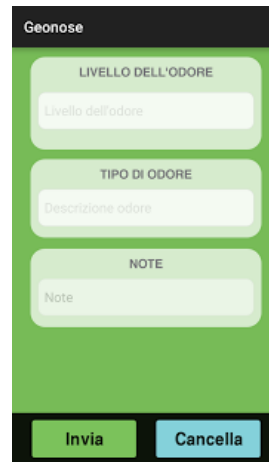 Geonose
LIVELLO DELL'ODORE
Livello dell'odore
TIPO DI ODORE
Descrizione odore
NOTE
Note
Invia Cancella